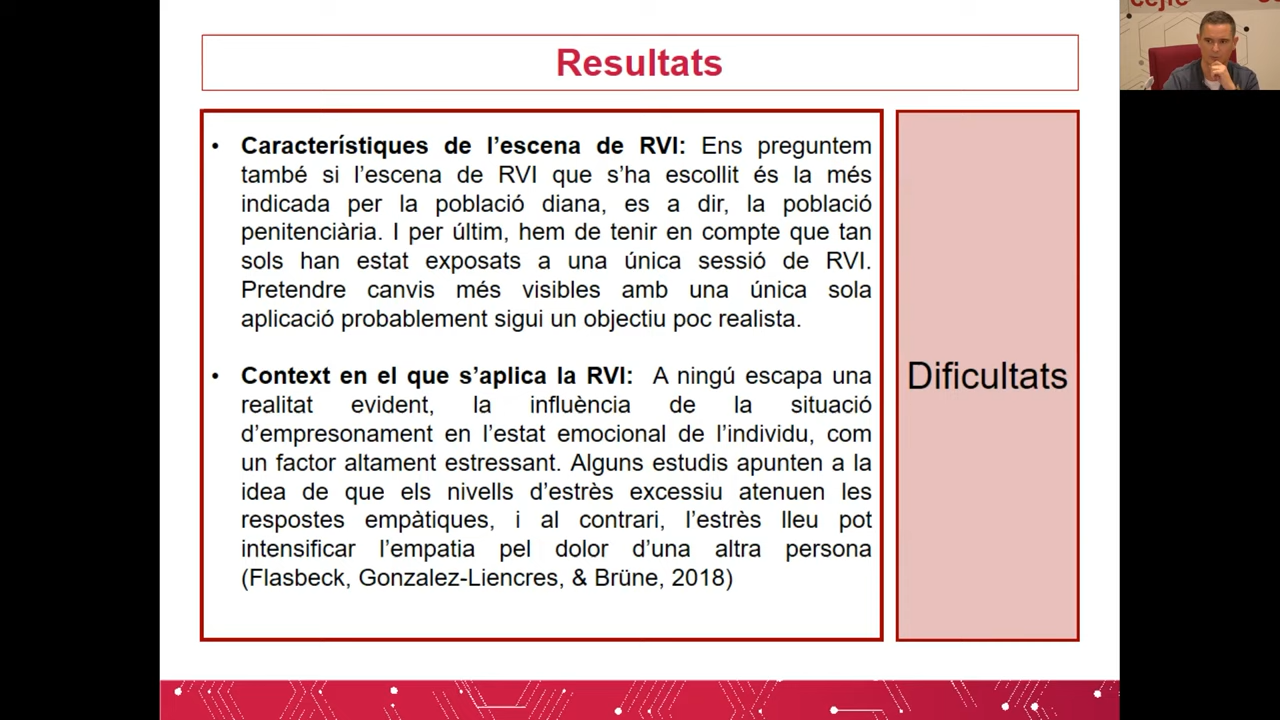 Resultats
• Característiques de l’escena de RVI: Ens preguntem
també si l’escena de RVI que s’ha escollit és la més
indicada per la població diana, es a dir, la població
penitenciària. I per últim, hem de tenir en compte que tan
sols han estat exposats a una única sessió de RVI.
Pretendre canvis més visibles amb una única sola
aplicació probablement sigui un objectiu poc realista.
• Context en el que s’aplica la RVI: A ningú escapa una
realitat evident, la influència de la situació
d’empresonament en l’estat emocional de l’individu, com
un factor altament estressant. Alguns estudis apunten a la
idea de que els nivells d’estrès excessiu atenuen les
respostes empàtiques, i al contrari, l’estrès lleu pot
intensificar l’empatia pel dolor d’una altra persona
(Flasbeck, Gonzalez-Liencres, & Brüne, 2018)
Dificultats